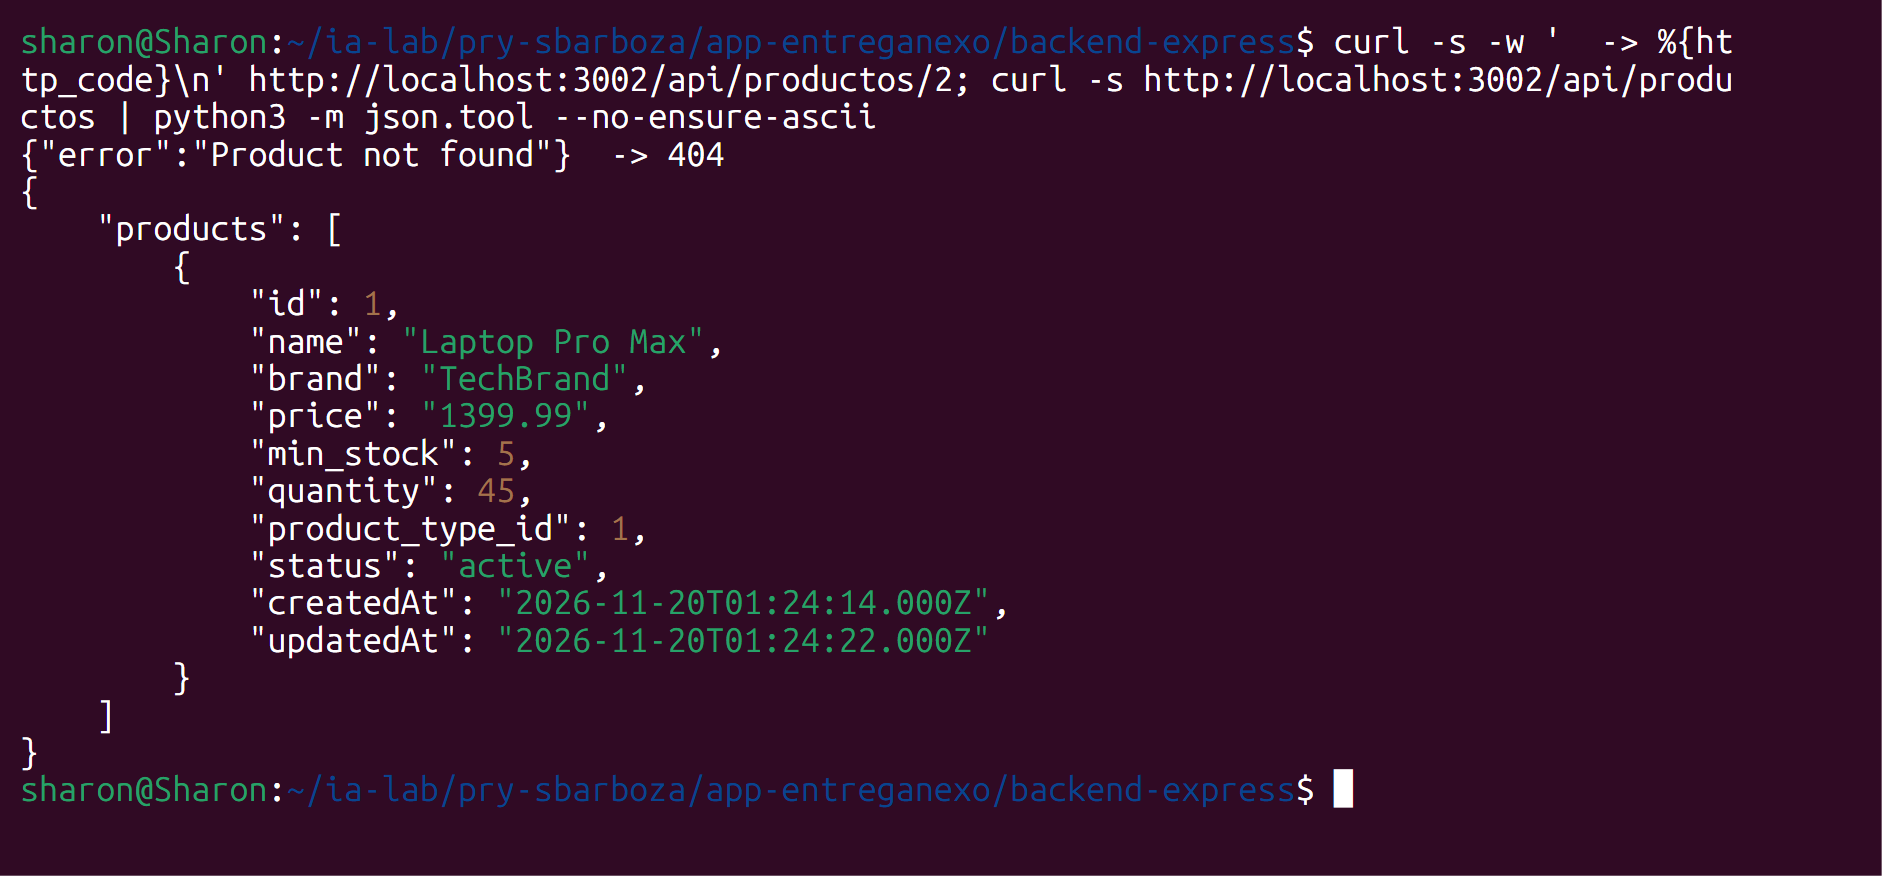 sharon@Sharon:~/ia-lab/pry-sbarboza/app-entreganexo/backend-express$ curl -s -w '  -> %{ht
tp_code}\n' http://localhost:3002/api/productos/2; curl -s http://localhost:3002/api/produ
ctos | python3 -m json.tool --no-ensure-ascii
{"error":"Product not found"}  -> 404
{
    "products": [
        {
            "id": 1,
            "name": "Laptop Pro Max",
            "brand": "TechBrand",
            "price": "1399.99",
            "min_stock": 5,
            "quantity": 45,
            "product_type_id": 1,
            "status": "active",
            "createdAt": "2026-11-20T01:24:14.000Z",
            "updatedAt": "2026-11-20T01:24:22.000Z"
        }
    ]
}
sharon@Sharon:~/ia-lab/pry-sbarboza/app-entreganexo/backend-express$